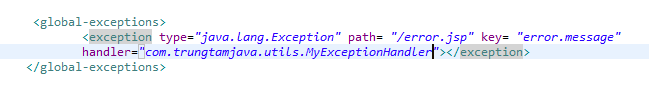 <global-exceptions>
<exception type="java.lang.Exception" path= "/error.jsp" key= "error.message"
handler="com.trungtamjava.utils.MyExceptionHandler"></exception>
</global-exceptions>